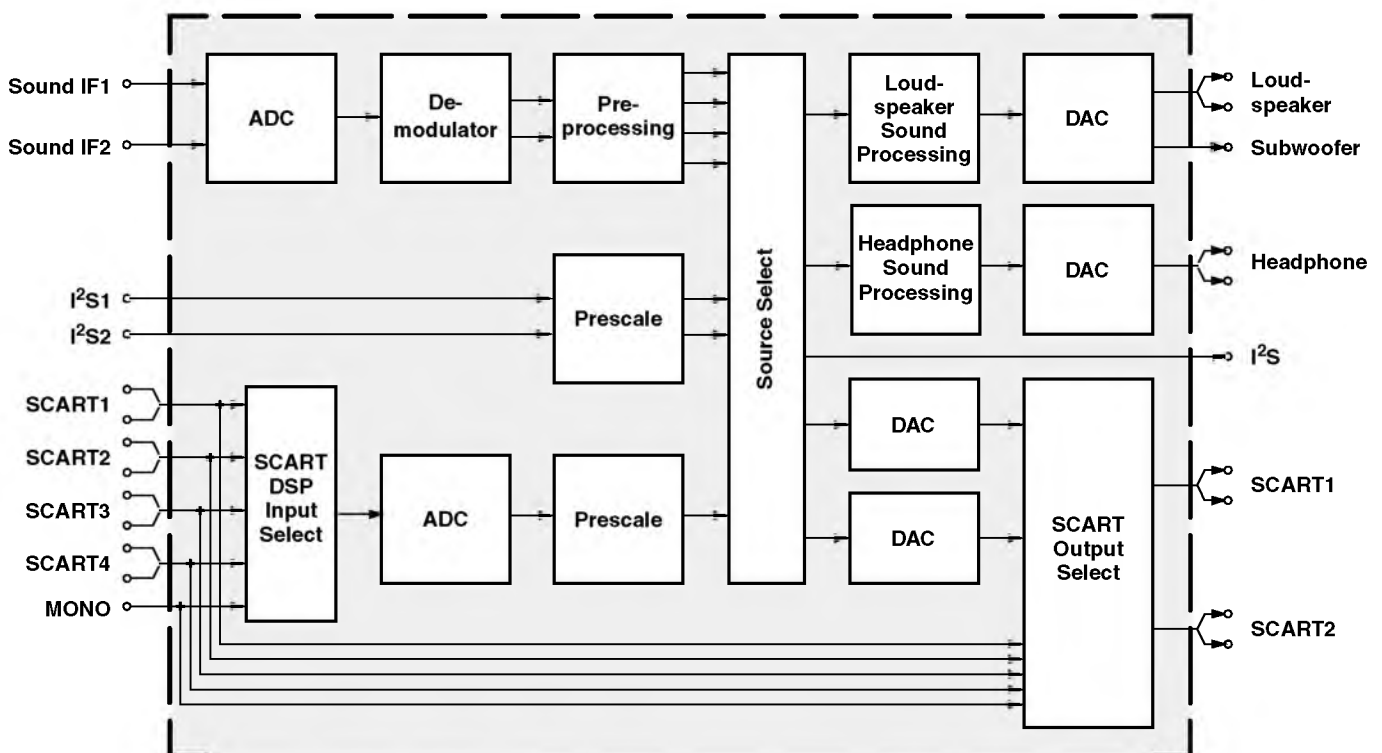 Sound IF1
Sound IF2
ADC
De-
modulator
Pre-
processing
Source Select
Loud-
speaker
Sound
Processing
DAC
Loud-
speaker
Subwoofer
Headphone
Sound
Processing
DAC
Headphone
I²S1
I²S2
Prescale
I²S
SCART1
SCART2
SCART3
SCART4
MONO
SCART
DSP
Input
Select
ADC
Prescale
DAC
DAC
SCART
Output
Select
SCART1
SCART2